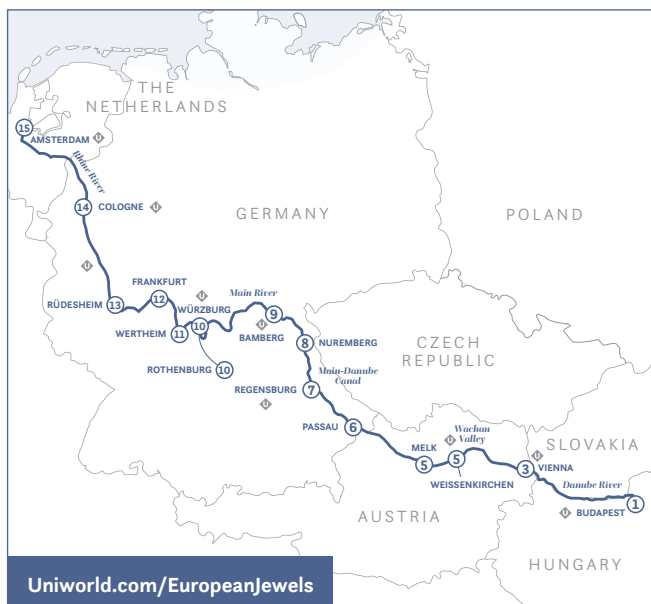 THE
NETHERLANDS
15
AMSTERDAM
U
Rhine River
14
COLOGNE
U
GERMANY
POLAND
U
FRANKFURT
12
RÜDESHEIM
13
U
WÜRZBURG
10
Main River
9
WERTHEIM
11
U
BAMBERG
8
NUREMBERG
CZECH
REPUBLIC
ROTHENBURG
10
Main-Danube
Canal
REGENSBURG
7
U
PASSAU
6
MELK
5
U
Wachau
Valley
5
WEISSENKIRCHEN
SLOVAKIA
U
3
VIENNA
Danube River
1
U
BUDAPEST
AUSTRIA
HUNGARY
Uniworld.com/EuropeanJewels